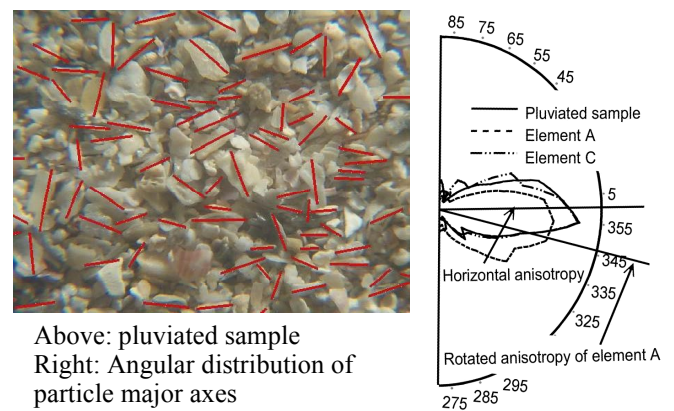 85
75
65
55
45
Pluviated sample
Element A
Element C
5
355
345
335
325
Horizontal anisotropy
Rotated anisotropy of element A
295
285
275
Above: pluviated sample
Right: Angular distribution of
particle major axes